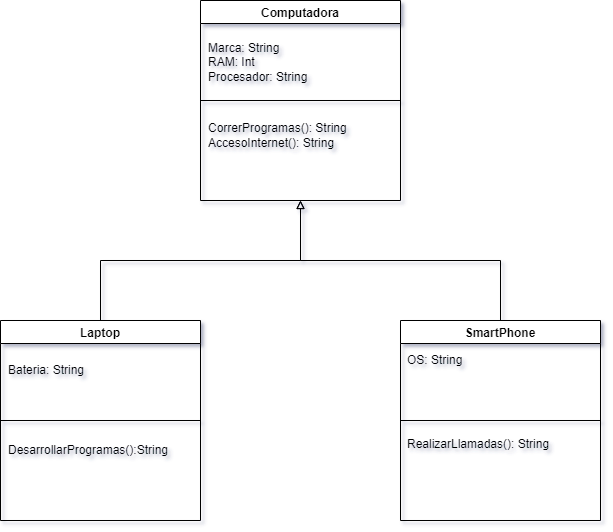 Computadora
Marca: String
RAM: Int
Procesador: String
CorrerProgramas(): String
AccesoInternet(): String
Laptop
Bateria: String
DesarrollarProgramas():String
SmartPhone
OS: String
RealizarLlamadas(): String